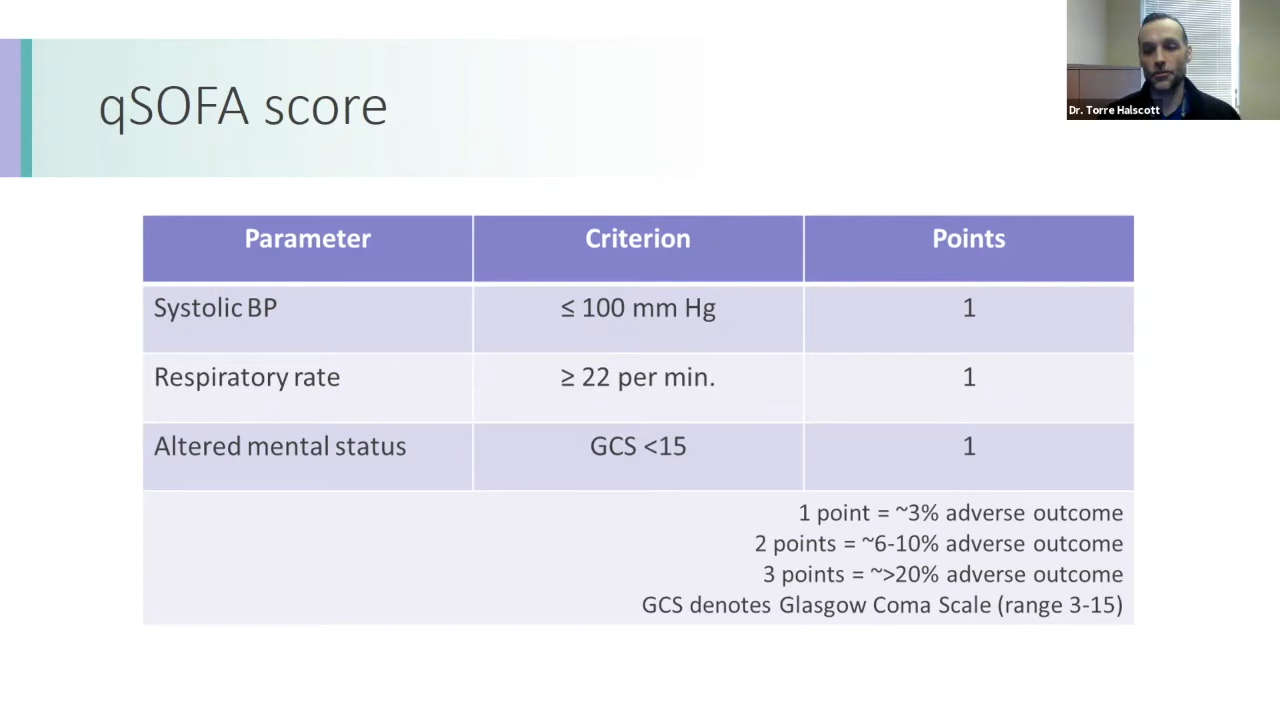 qSOFA score
Dr. Torre Halscott
Parameter Criterion Points
Systolic BP ≤ 100 mm Hg 1
Respiratory rate ≥ 22 per min. 1
Altered mental status GCS <15 1
1 point = ~3% adverse outcome
2 points = ~6-10% adverse outcome
3 points = ~>20% adverse outcome
GCS denotes Glasgow Coma Scale (range 3-15)